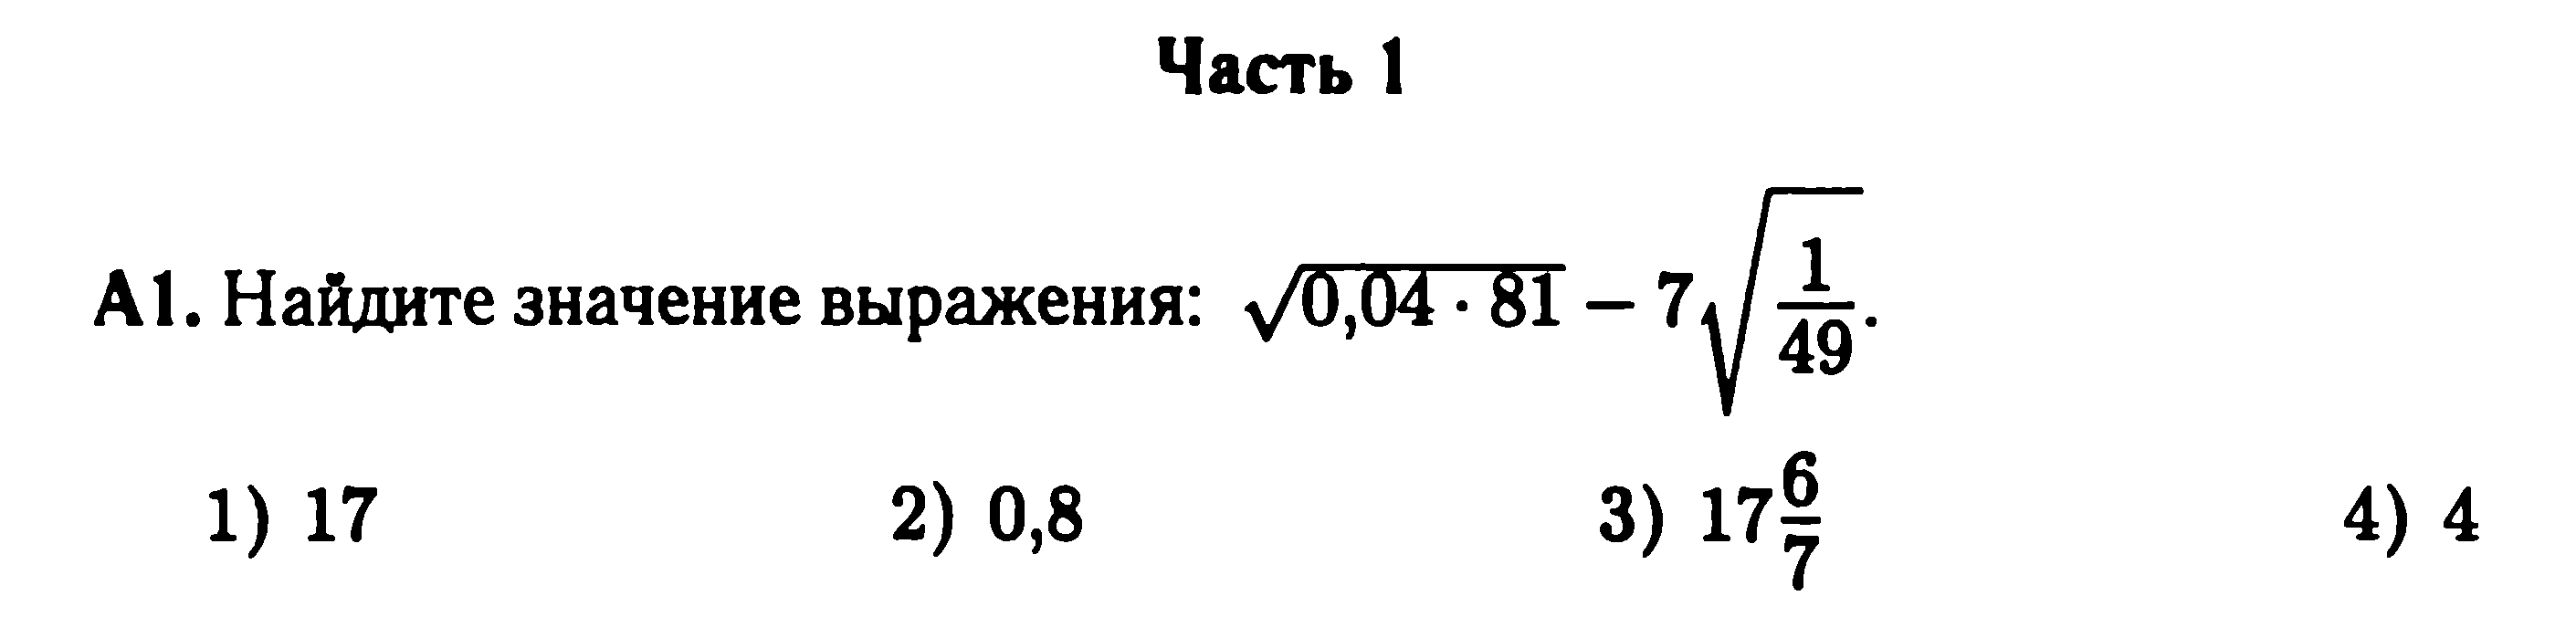 Часть 1
А1. Найдите значение выражения: √(0,04 · 81) − 7√(1/49).
1) 17 2) 0,8 3) 17 6/7 4) 4